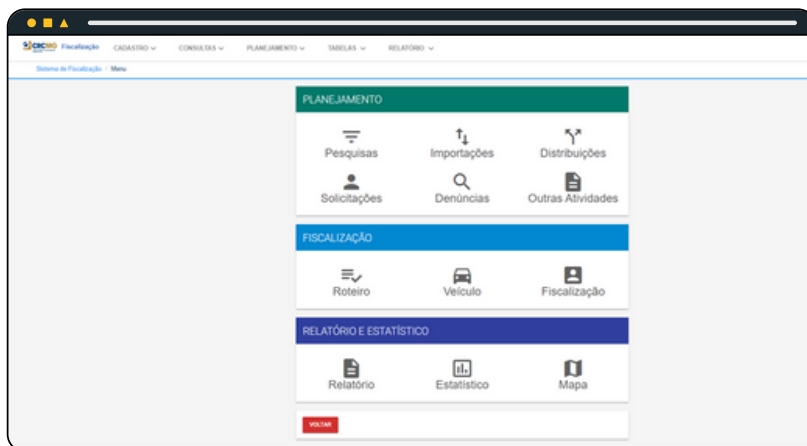 CRCMG Fiscalização CADASTRO CONSULTAS PLANEJAMENTO TABELAS RELATÓRIO
Sistema de Fiscalização / Menu
PLANEJAMENTO
Pesquisas Importações Distribuições
Solicitações Denúncias Outras Atividades
FISCALIZAÇÃO
Roteiro Veículo Fiscalização
RELATÓRIO E ESTATÍSTICO
Relatório Estatístico Mapa
VOLTAR